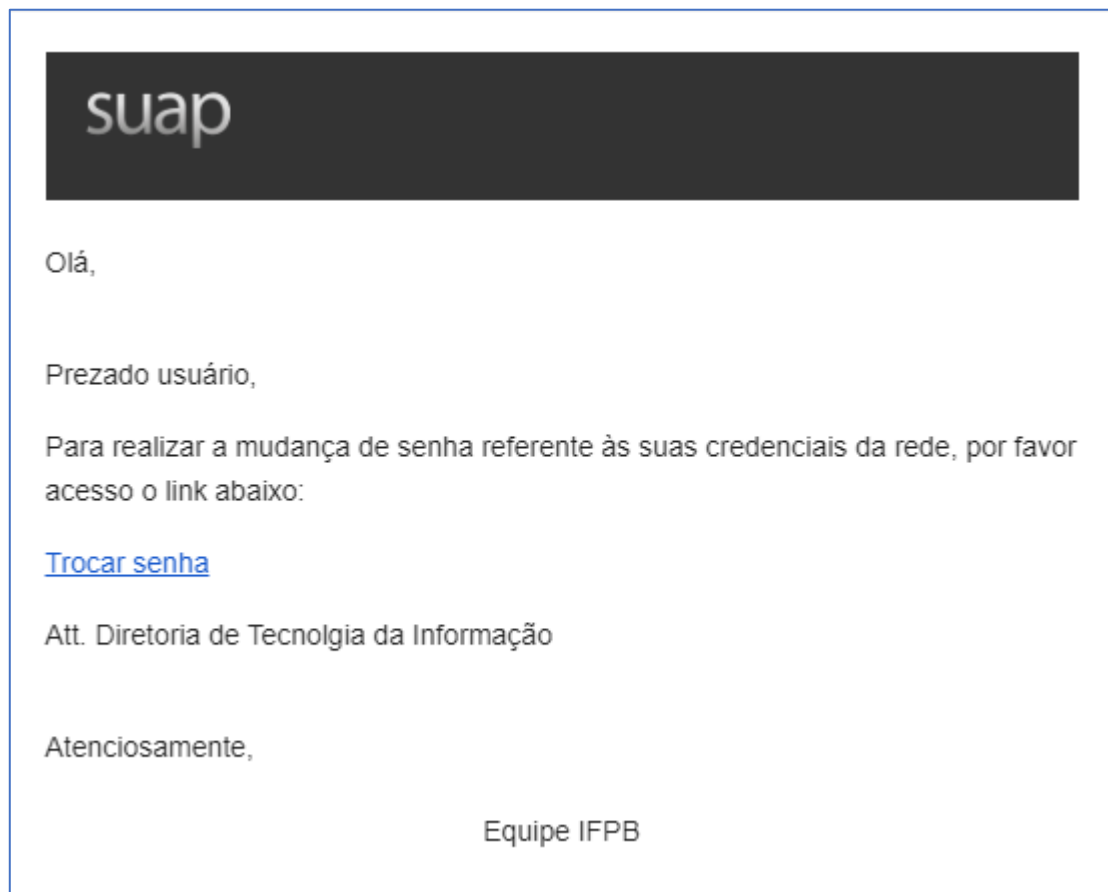 suap
Olá,
Prezado usuário,
Para realizar a mudança de senha referente às suas credenciais da rede, por favor
acesso o link abaixo:
Trocar senha
Att. Diretoria de Tecnolgia da Informação
Atenciosamente,
Equipe IFPB